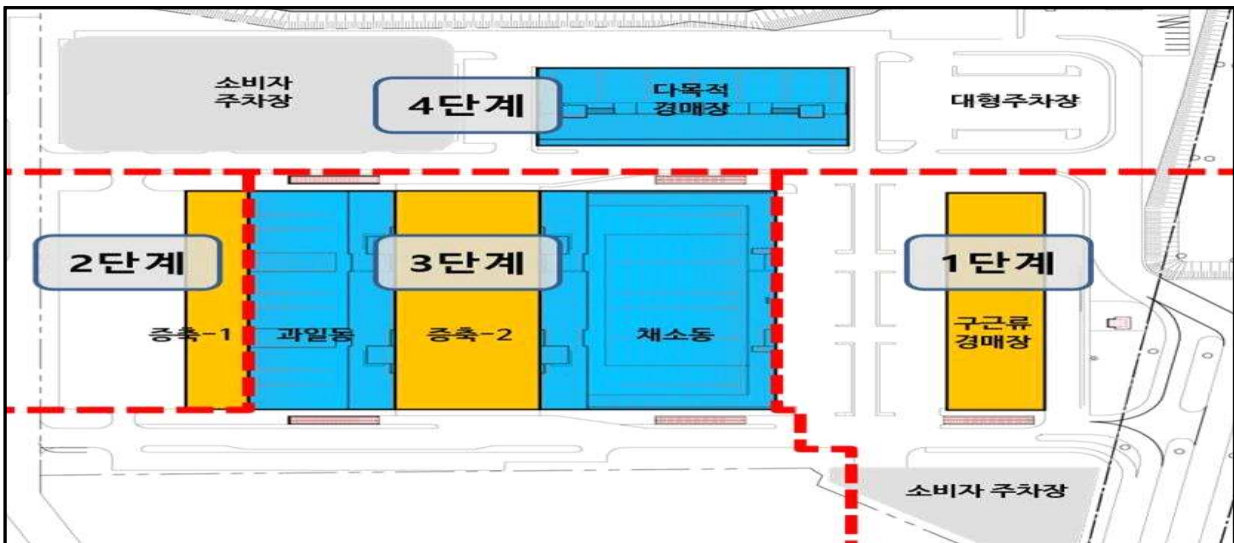 소비자
주차장
4단계
다목적
경매장
대형주차장
2단계
3단계
1단계
증축-1
과일동
증축-2
채소동
구근류
경매장
소비자 주차장